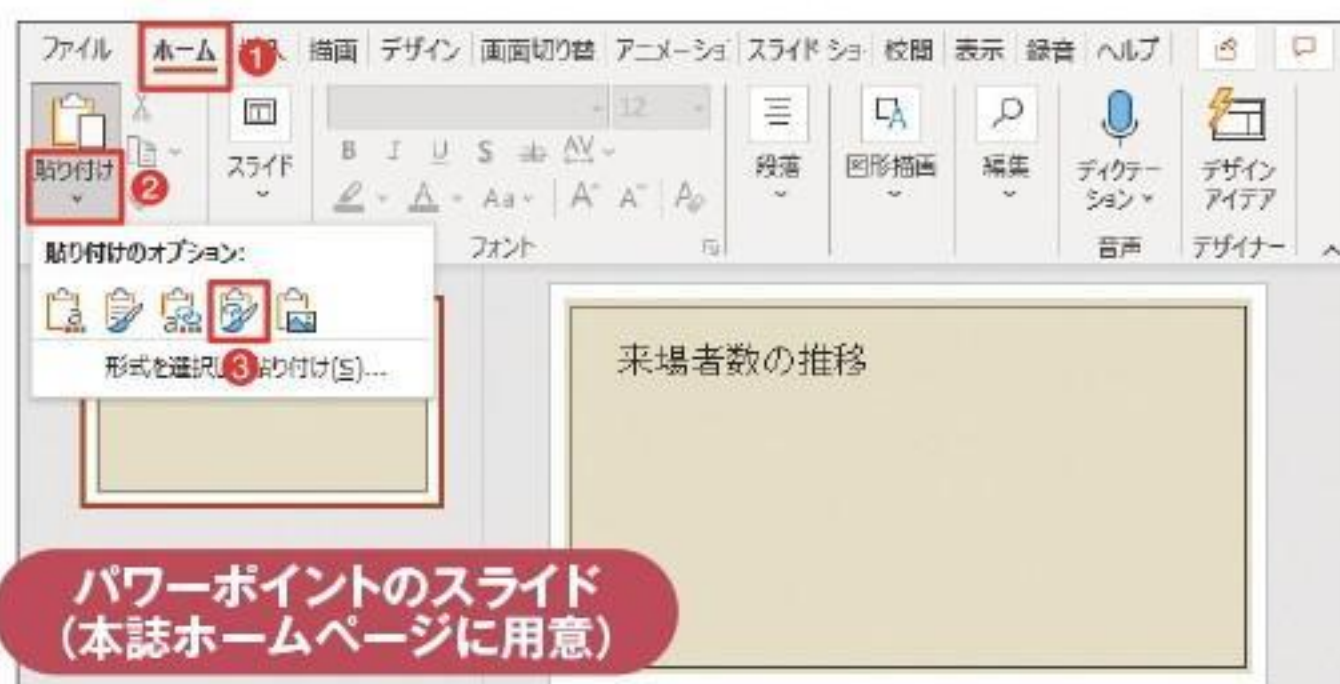 ファイル ホーム 1 描画 デザイン 画面切り替 アニメーショ スライド ショ 校閲 表示 録音 ヘルプ
12
貼り付け 2 スライド B I U S ab AV 段落 図形描画 編集 ディクテー
ション デザイン
アイデア
A Aa A^ A˅ A
フォント 音声 デザイナー
貼り付けのオプション:
形式を選択 3 貼り付け(S)...
来場者数の推移
パワーポイントのスライド
(本誌ホームページに用意)